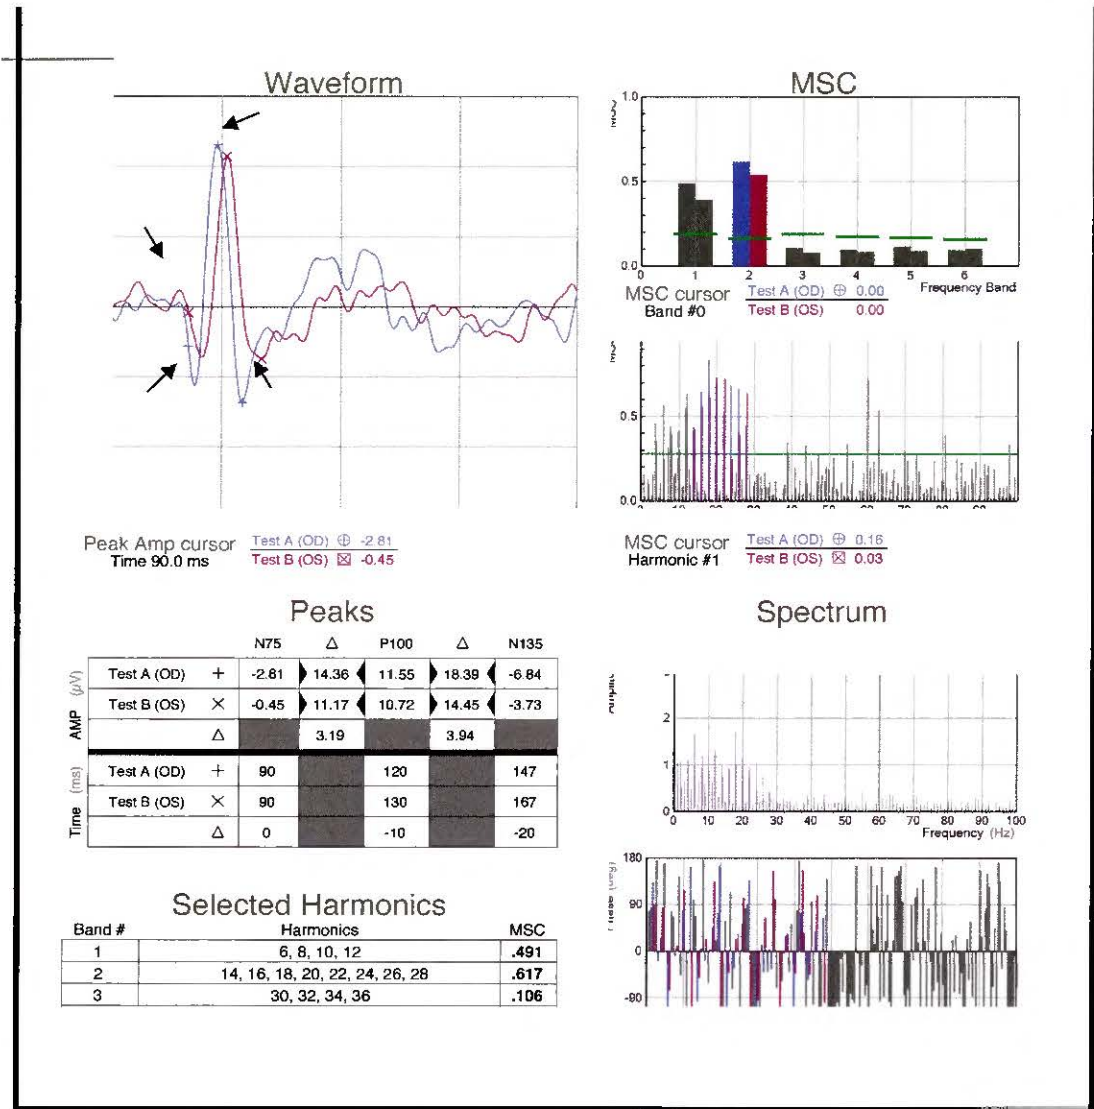 Waveform
MSC
1.0
0.5
0.0
0 1 2 3 4 5 6
Frequency Band
MSC cursor Test A (OD) ⊕ 0.00
Band #0 Test B (OS) 0.00
0.5
0.0
Peak Amp cursor Test A (OD) ⊕ -2.81
Time 90.0 ms Test B (OS) ⊠ -0.45
MSC cursor Test A (OD) ⊕ 0.16
Harmonic #1 Test B (OS) ⊠ 0.03
Peaks
N75 Δ P100 Δ N135
AMP (μV)
Test A (OD) + -2.81 14.36 11.55 18.39 -6.84
Test B (OS) × -0.45 11.17 10.72 14.45 -3.73
Δ 3.19 3.94
Time (ms)
Test A (OD) + 90 120 147
Test B (OS) × 90 130 167
Δ 0 -10 -20
Spectrum
2
1
0
0 10 20 30 40 50 60 70 80 90 100
Frequency (Hz)
180
90
0
-90
Selected Harmonics
Band # Harmonics MSC
1 6, 8, 10, 12 .491
2 14, 16, 18, 20, 22, 24, 26, 28 .617
3 30, 32, 34, 36 .106